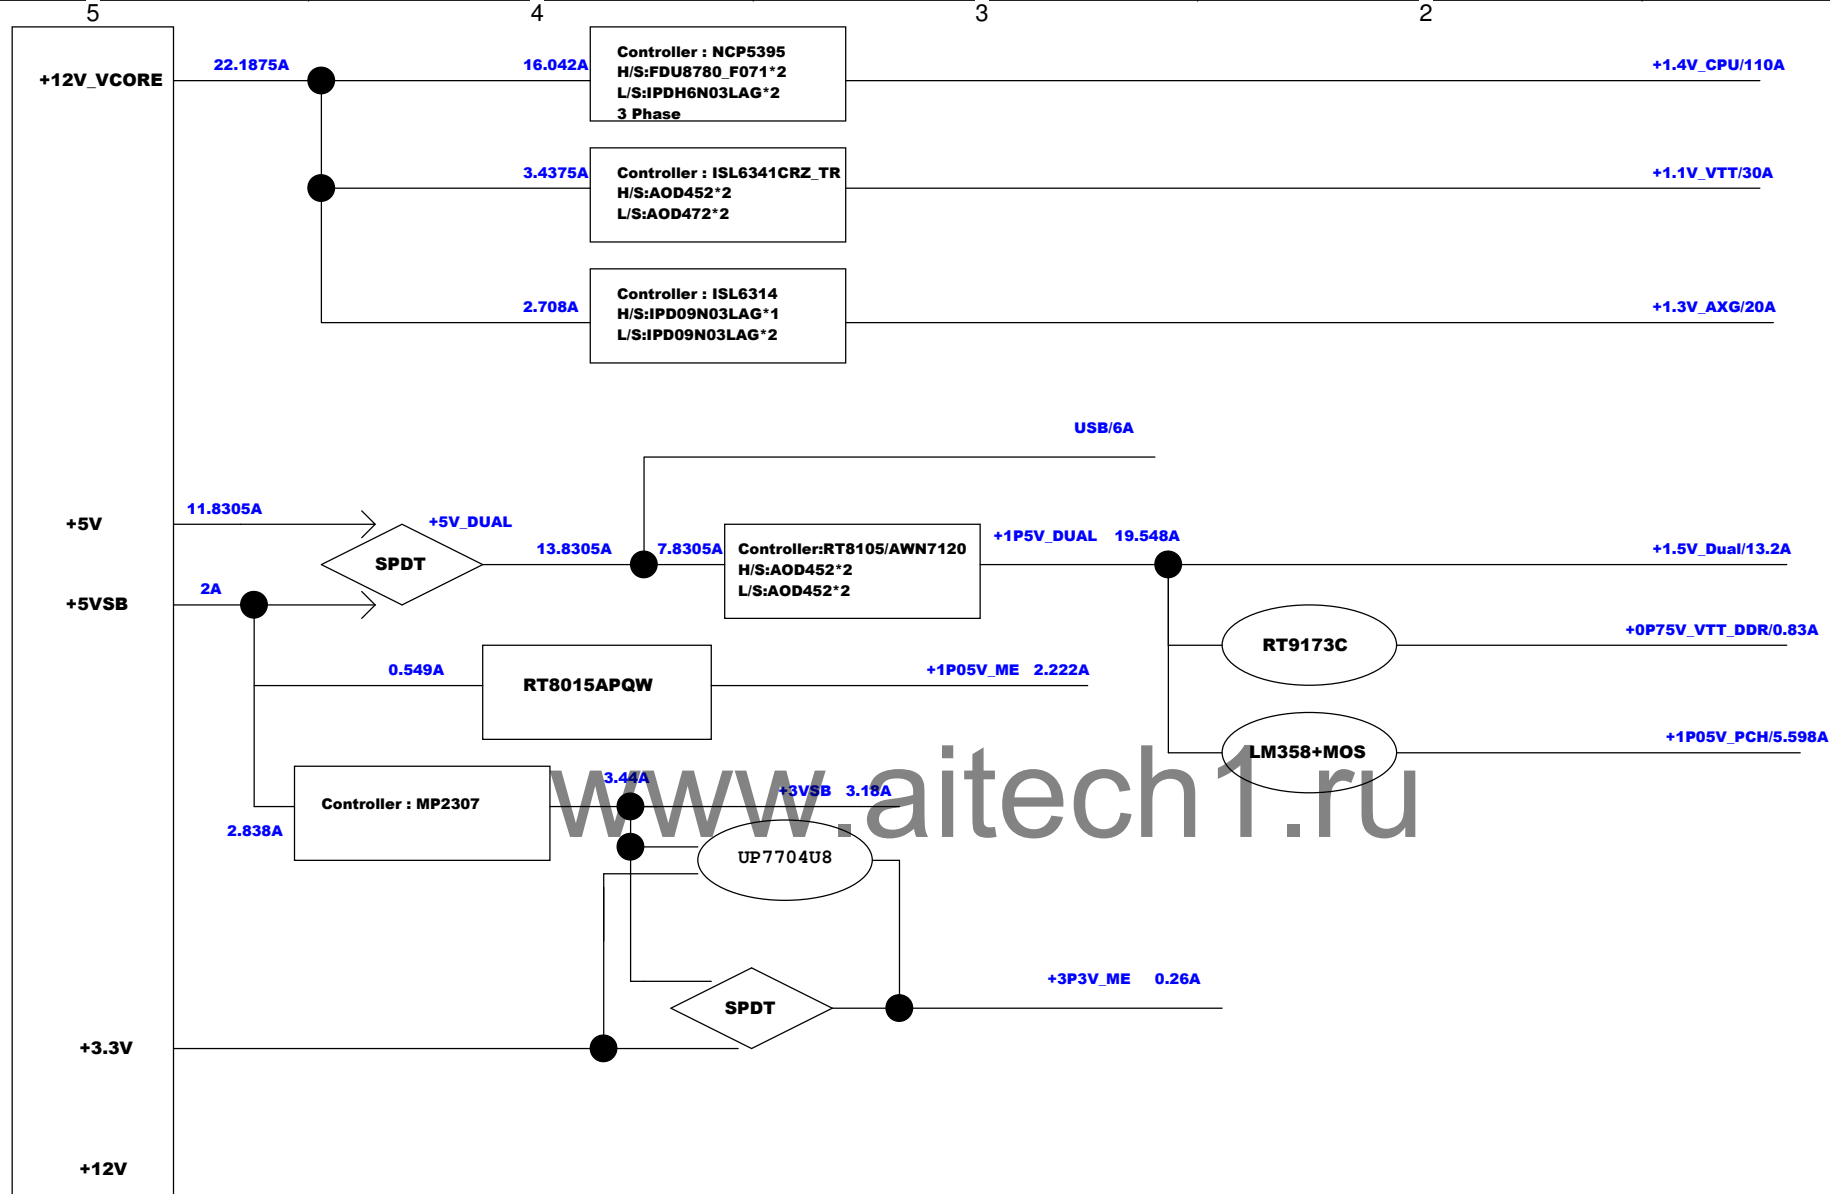 5 4 3 2
+12V_VCORE
22.1875A
16.042A
Controller : NCP5395
H/S:FDU8780_F071*2
L/S:IPDH6N03LAG*2
3 Phase
+1.4V_CPU/110A
3.4375A
Controller : ISL6341CRZ_TR
H/S:AOD452*2
L/S:AOD472*2
+1.1V_VTT/30A
2.708A
Controller : ISL6314
H/S:IPD09N03LAG*1
L/S:IPD09N03LAG*2
+1.3V_AXG/20A
USB/6A
+5V
11.8305A
+5V_DUAL
SPDT
13.8305A
7.8305A
Controller:RT8105/AWN7120
H/S:AOD452*2
L/S:AOD452*2
+1P5V_DUAL 19.548A
+1.5V_Dual/13.2A
+5VSB
2A
RT9173C
+0P75V_VTT_DDR/0.83A
0.549A
RT8015APQW
+1P05V_ME 2.222A
LM358+MOS
+1P05V_PCH/5.598A
Controller : MP2307
2.838A
3.44A
+3VSB 3.18A
www.aitech1.ru
UP7704U8
SPDT
+3P3V_ME 0.26A
+3.3V
+12V